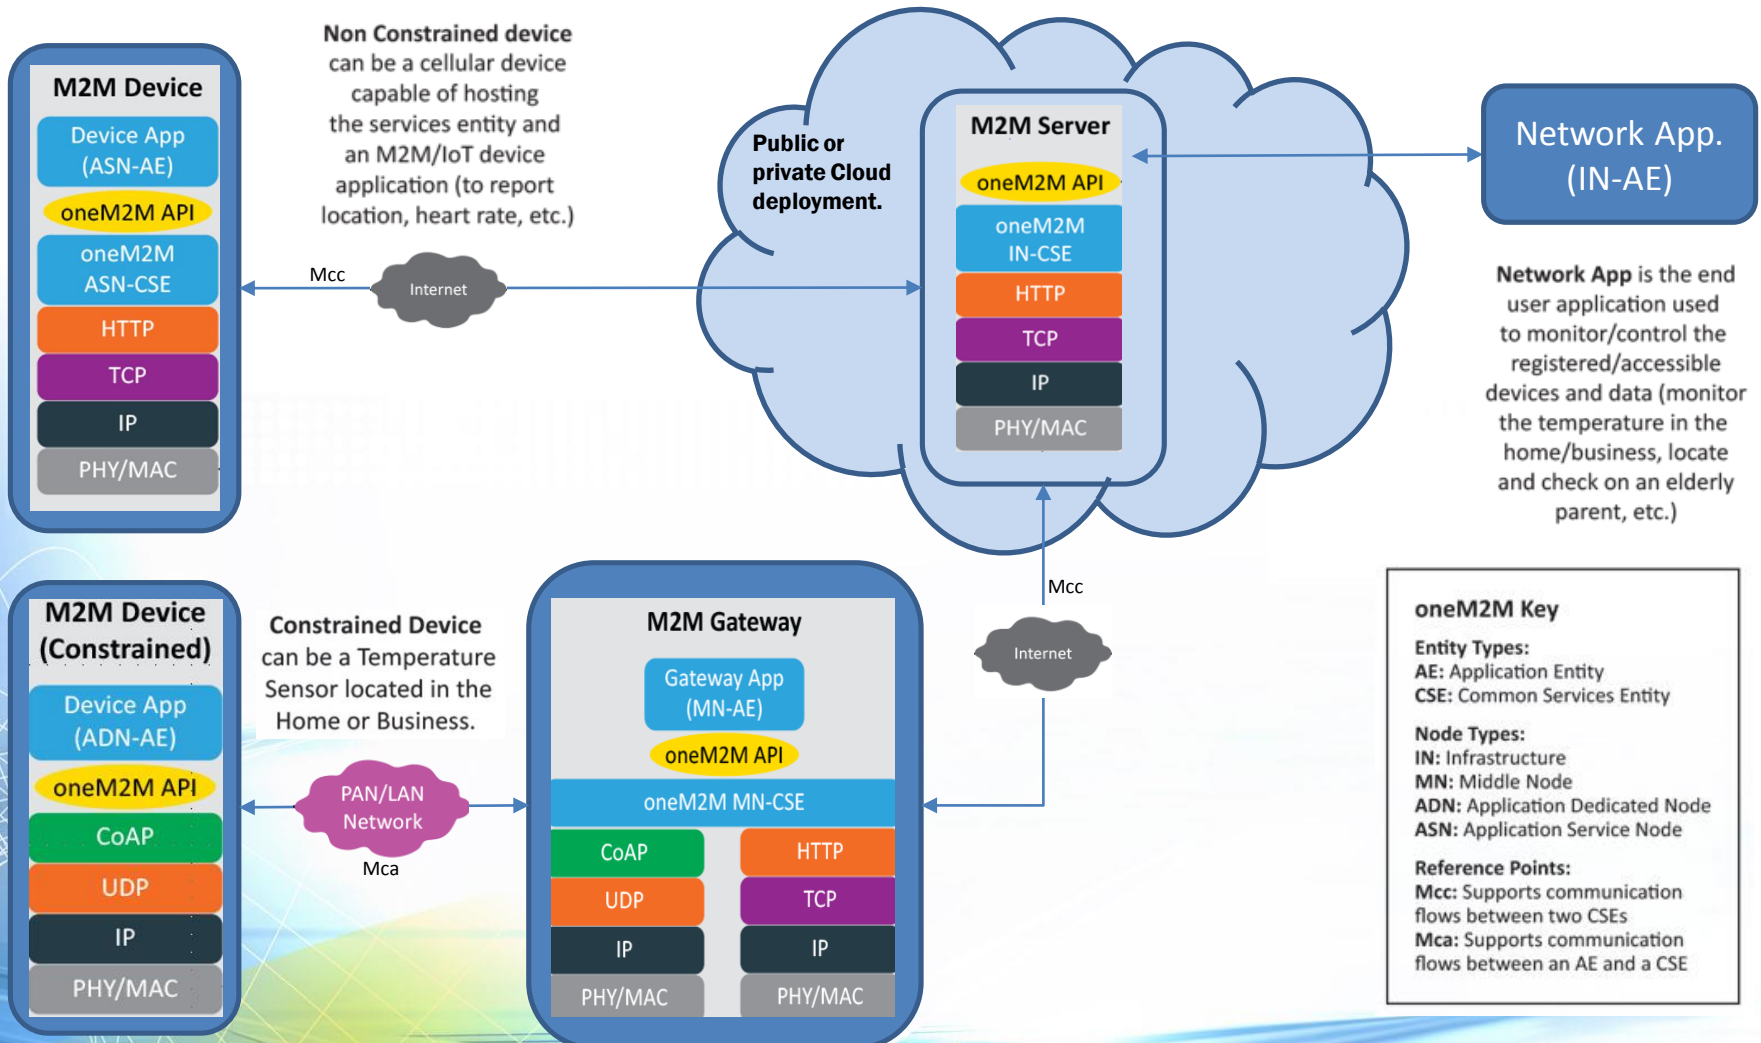 M2M Device
Device App
(ASN-AE)
oneM2M API
oneM2M
ASN-CSE
HTTP
TCP
IP
PHY/MAC
Non Constrained device
can be a cellular device
capable of hosting
the services entity and
an M2M/IoT device
application (to report
location, heart rate, etc.)
Mcc
Internet
Public or
private Cloud
deployment.
M2M Server
oneM2M API
oneM2M
IN-CSE
HTTP
TCP
IP
PHY/MAC
Network App.
(IN-AE)
Network App is the end
user application used
to monitor/control the
registered/accessible
devices and data (monitor
the temperature in the
home/business, locate
and check on an elderly
parent, etc.)
M2M Device
(Constrained)
Device App
(ADN-AE)
oneM2M API
CoAP
UDP
IP
PHY/MAC
Constrained Device
can be a Temperature
Sensor located in the
Home or Business.
PAN/LAN
Network
Mca
M2M Gateway
Gateway App
(MN-AE)
oneM2M API
oneM2M MN-CSE
CoAP
UDP
IP
PHY/MAC
HTTP
TCP
IP
PHY/MAC
Mcc
Internet
oneM2M Key
Entity Types:
AE: Application Entity
CSE: Common Services Entity
Node Types:
IN: Infrastructure
MN: Middle Node
ADN: Application Dedicated Node
ASN: Application Service Node
Reference Points:
Mcc: Supports communication
flows between two CSEs
Mca: Supports communication
flows between an AE and a CSE